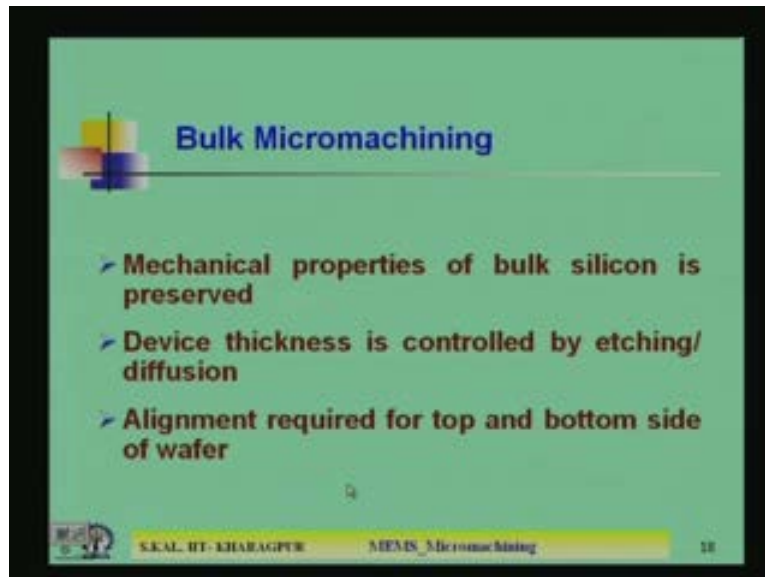 Bulk Micromachining
➢ Mechanical properties of bulk silicon is
preserved
➢ Device thickness is controlled by etching/
diffusion
➢ Alignment required for top and bottom side
of wafer
S.KAL, IIT- KHARAGPUR MEMS_Micromachining 18